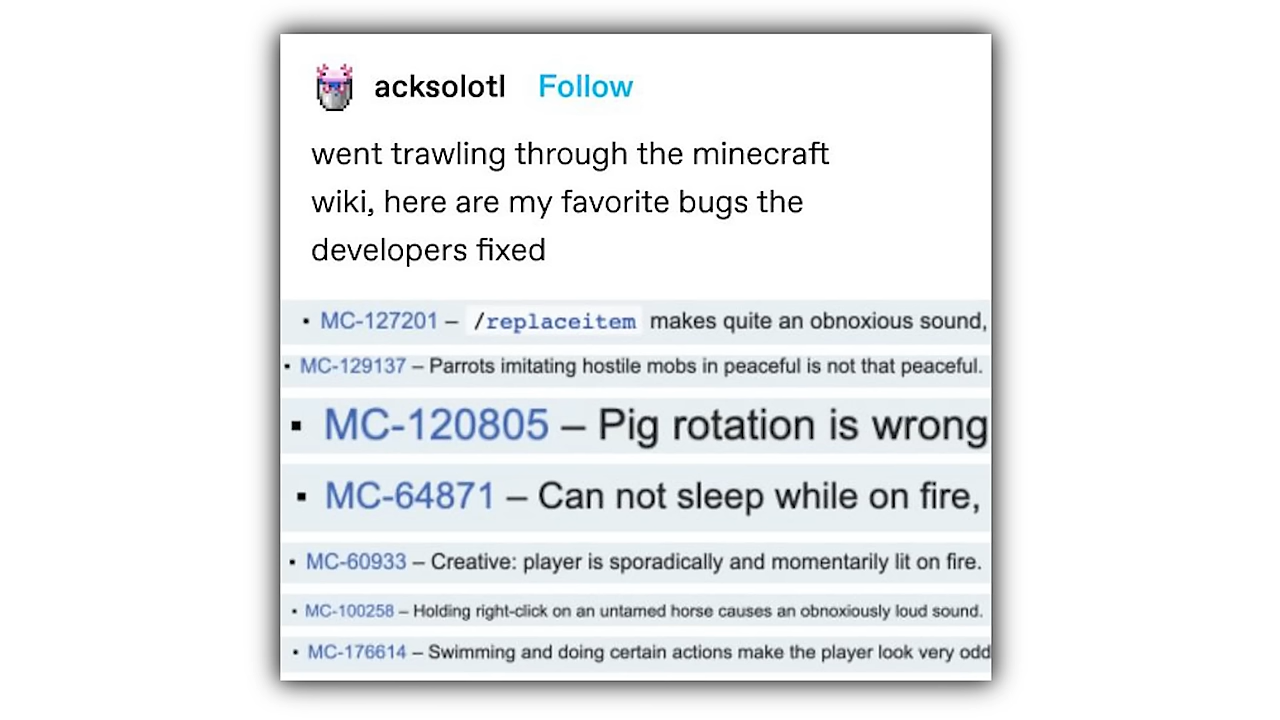 acksolotl Follow
went trawling through the minecraft
wiki, here are my favorite bugs the
developers fixed
▪ MC-127201 – /replaceitem makes quite an obnoxious sound,
▪ MC-129137 – Parrots imitating hostile mobs in peaceful is not that peaceful.
▪ MC-120805 – Pig rotation is wrong
▪ MC-64871 – Can not sleep while on fire,
▪ MC-60933 – Creative: player is sporadically and momentarily lit on fire.
▪ MC-100258 – Holding right-click on an untamed horse causes an obnoxiously loud sound.
▪ MC-176614 – Swimming and doing certain actions make the player look very odd